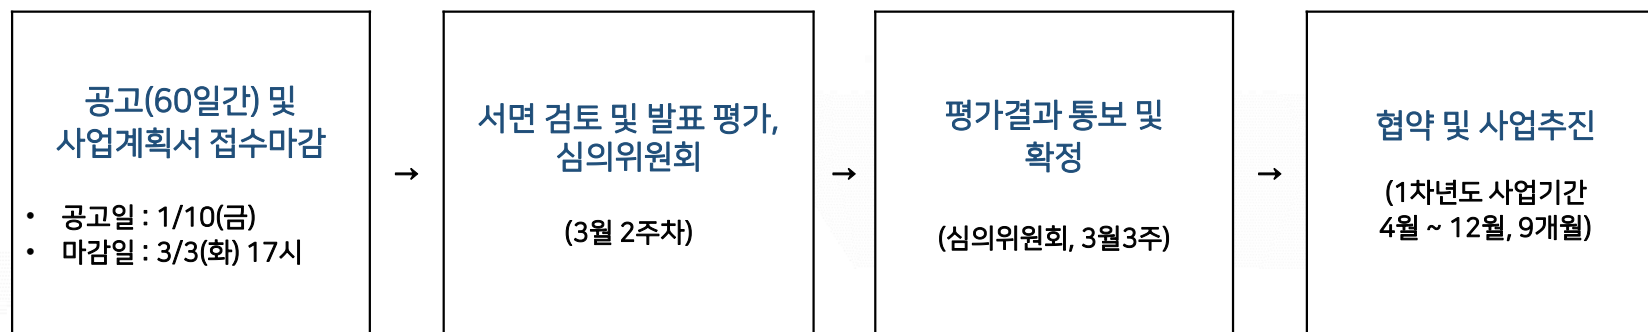 공고(60일간) 및
사업계획서 접수마감
• 공고일 : 1/10(금)
• 마감일 : 3/3(화) 17시
→
서면 검토 및 발표 평가,
심의위원회
(3월 2주차)
→
평가결과 통보 및
확정
(심의위원회, 3월3주)
→
협약 및 사업추진
(1차년도 사업기간
4월 ~ 12월, 9개월)